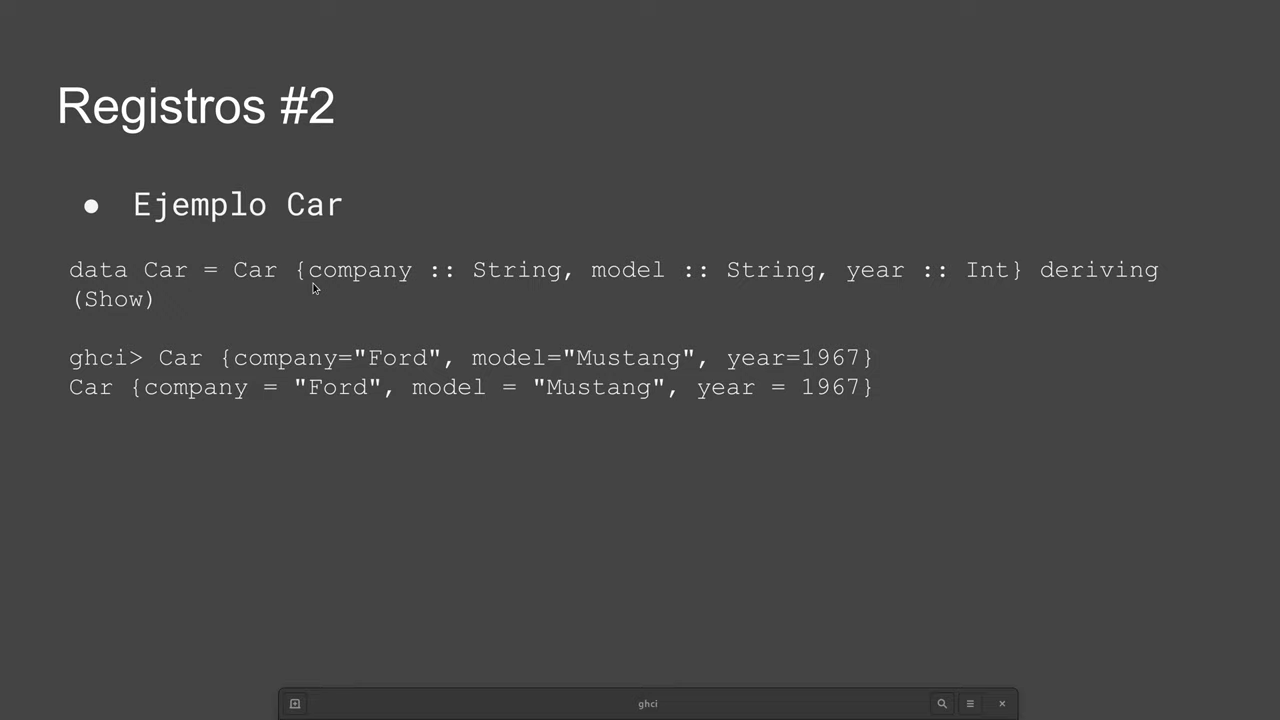 Registros #2
● Ejemplo Car
data Car = Car {company :: String, model :: String, year :: Int} deriving
(Show)
ghci> Car {company="Ford", model="Mustang", year=1967}
Car {company = "Ford", model = "Mustang", year = 1967}
ghci